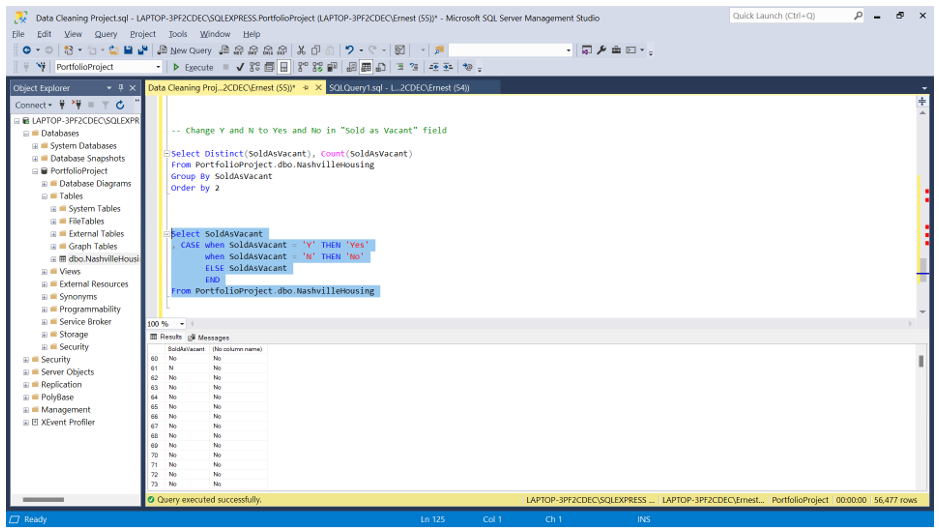 Data Cleaning Project.sql - LAPTOP-3PF2CDEC\SQLEXPRESS.PortfolioProject (LAPTOP-3PF2CDEC\Ernest (55))* - Microsoft SQL Server Management Studio
Quick Launch (Ctrl+Q)
File Edit View Query Project Tools Window Help
New Query
PortfolioProject
Execute
Object Explorer
Data Cleaning Proj...2CDEC\Ernest (55))*
SQLQuery1.sql - L...2CDEC\Ernest (54))
Connect
LAPTOP-3PF2CDEC\SQLEXPR
Databases
System Databases
Database Snapshots
PortfolioProject
Database Diagrams
Tables
System Tables
FileTables
External Tables
Graph Tables
dbo.NashvilleHousi
Views
External Resources
Synonyms
Programmability
Service Broker
Storage
Security
Security
Server Objects
Replication
PolyBase
Management
XEvent Profiler
-- Change Y and N to Yes and No in "Sold as Vacant" field
Select Distinct(SoldAsVacant), Count(SoldAsVacant)
From PortfolioProject.dbo.NashvilleHousing
Group By SoldAsVacant
Order by 2
Select SoldAsVacant
, CASE when SoldAsVacant = 'Y' THEN 'Yes'
when SoldAsVacant = 'N' THEN 'No'
ELSE SoldAsVacant
END
From PortfolioProject.dbo.NashvilleHousing
100 %
Results Messages
SoldAsVacant (No column name)
60 No No
61 N No
62 No No
63 No No
64 No No
65 No No
66 No No
67 No No
68 No No
69 No No
70 No No
71 No No
72 No No
73 No No
Query executed successfully.
LAPTOP-3PF2CDEC\SQLEXPRESS ... LAPTOP-3PF2CDEC\Ernest... PortfolioProject 00:00:00 56,477 rows
Ready
Ln 125 Col 1 Ch 1 INS